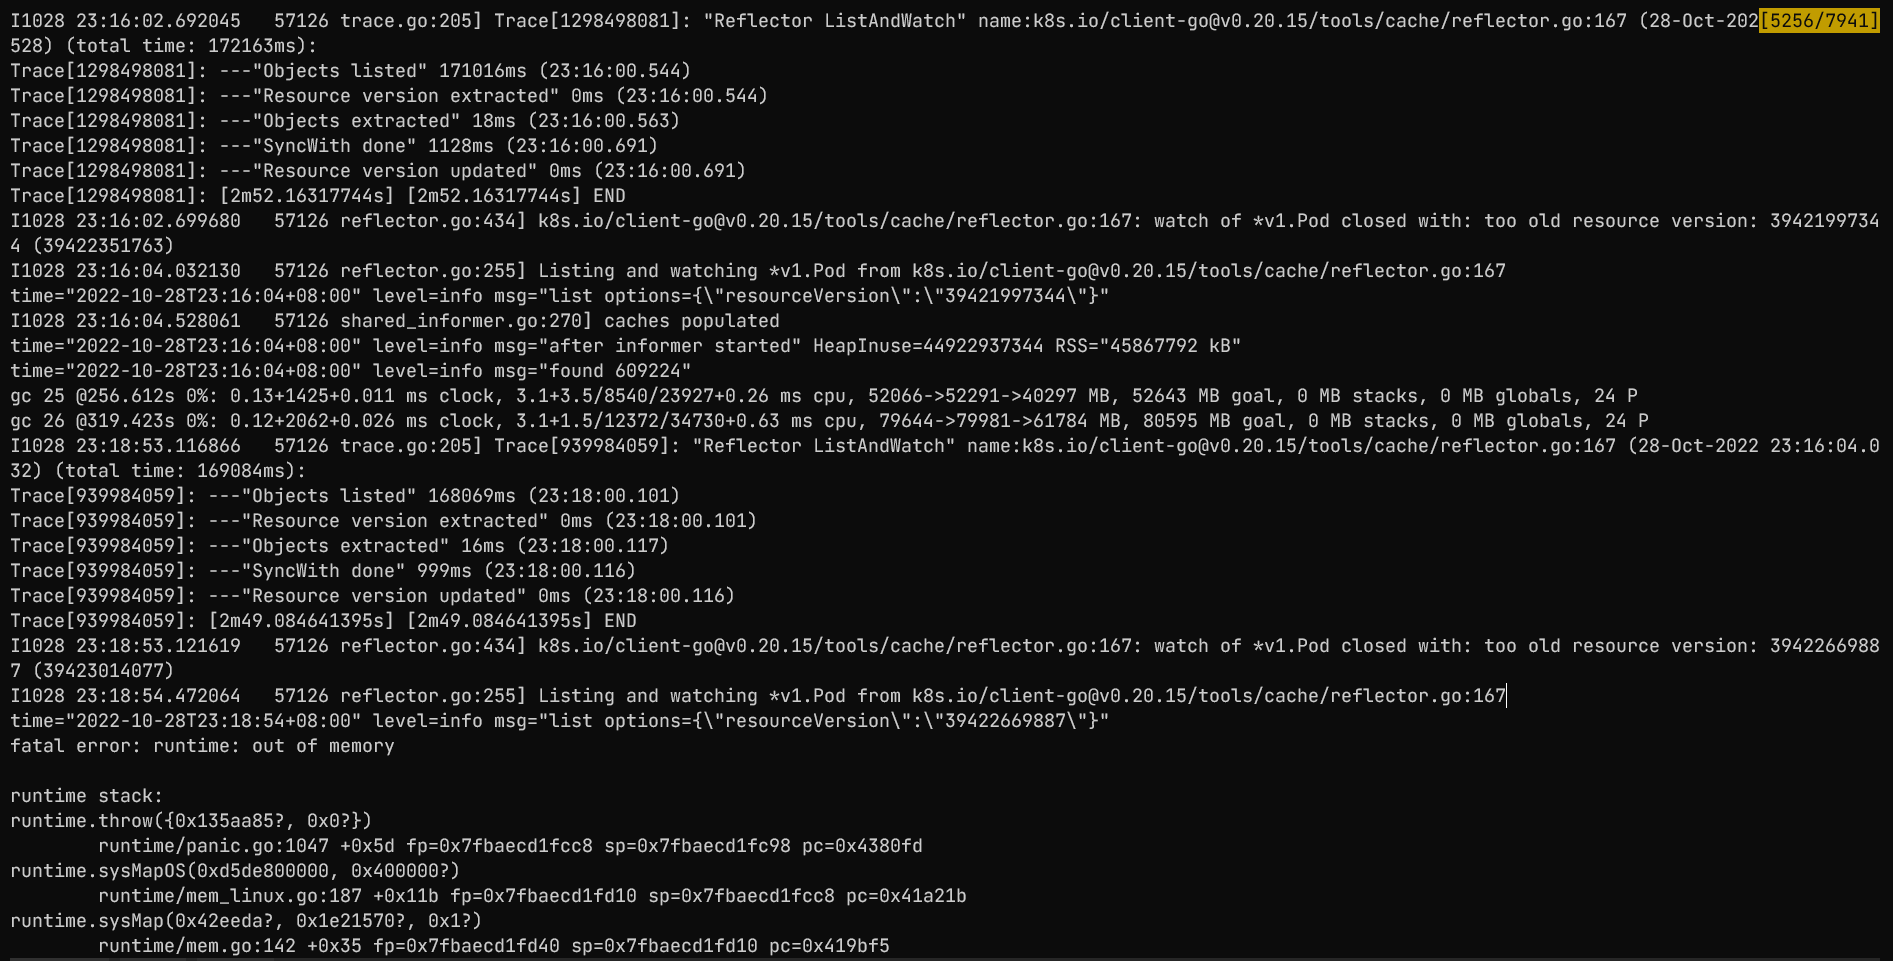 I1028 23:16:02.692045   57126 trace.go:205] Trace[1298498081]: "Reflector ListAndWatch" name:k8s.io/client-go@v0.20.15/tools/cache/reflector.go:167 (28-Oct-202[5256/7941]
528) (total time: 172163ms):
Trace[1298498081]: ---"Objects listed" 171016ms (23:16:00.544)
Trace[1298498081]: ---"Resource version extracted" 0ms (23:16:00.544)
Trace[1298498081]: ---"Objects extracted" 18ms (23:16:00.563)
Trace[1298498081]: ---"SyncWith done" 1128ms (23:16:00.691)
Trace[1298498081]: ---"Resource version updated" 0ms (23:16:00.691)
Trace[1298498081]: [2m52.16317744s] [2m52.16317744s] END
I1028 23:16:02.699680   57126 reflector.go:434] k8s.io/client-go@v0.20.15/tools/cache/reflector.go:167: watch of *v1.Pod closed with: too old resource version: 3942199734
4 (39422351763)
I1028 23:16:04.032130   57126 reflector.go:255] Listing and watching *v1.Pod from k8s.io/client-go@v0.20.15/tools/cache/reflector.go:167
time="2022-10-28T23:16:04+08:00" level=info msg="list options={\"resourceVersion\":\"39421997344\"}"
I1028 23:16:04.528061   57126 shared_informer.go:270] caches populated
time="2022-10-28T23:16:04+08:00" level=info msg="after informer started" HeapInuse=44922937344 RSS="45867792 kB"
time="2022-10-28T23:16:04+08:00" level=info msg="found 609224"
gc 25 @256.612s 0%: 0.13+1425+0.011 ms clock, 3.1+3.5/8540/23927+0.26 ms cpu, 52066->52291->40297 MB, 52643 MB goal, 0 MB stacks, 0 MB globals, 24 P
gc 26 @319.423s 0%: 0.12+2062+0.026 ms clock, 3.1+1.5/12372/34730+0.63 ms cpu, 79644->79981->61784 MB, 80595 MB goal, 0 MB stacks, 0 MB globals, 24 P
I1028 23:18:53.116866   57126 trace.go:205] Trace[939984059]: "Reflector ListAndWatch" name:k8s.io/client-go@v0.20.15/tools/cache/reflector.go:167 (28-Oct-2022 23:16:04.0
32) (total time: 169084ms):
Trace[939984059]: ---"Objects listed" 168069ms (23:18:00.101)
Trace[939984059]: ---"Resource version extracted" 0ms (23:18:00.101)
Trace[939984059]: ---"Objects extracted" 16ms (23:18:00.117)
Trace[939984059]: ---"SyncWith done" 999ms (23:18:00.116)
Trace[939984059]: ---"Resource version updated" 0ms (23:18:00.116)
Trace[939984059]: [2m49.084641395s] [2m49.084641395s] END
I1028 23:18:53.121619   57126 reflector.go:434] k8s.io/client-go@v0.20.15/tools/cache/reflector.go:167: watch of *v1.Pod closed with: too old resource version: 3942266988
7 (39423014077)
I1028 23:18:54.472064   57126 reflector.go:255] Listing and watching *v1.Pod from k8s.io/client-go@v0.20.15/tools/cache/reflector.go:167
time="2022-10-28T23:18:54+08:00" level=info msg="list options={\"resourceVersion\":\"39422669887\"}"
fatal error: runtime: out of memory

runtime stack:
runtime.throw({0x135aa85?, 0x0?})
        runtime/panic.go:1047 +0x5d fp=0x7fbaecd1fcc8 sp=0x7fbaecd1fc98 pc=0x4380fd
runtime.sysMapOS(0xd5de800000, 0x400000?)
        runtime/mem_linux.go:187 +0x11b fp=0x7fbaecd1fd10 sp=0x7fbaecd1fcc8 pc=0x41a21b
runtime.sysMap(0x42eeda?, 0x1e21570?, 0x1?)
        runtime/mem.go:142 +0x35 fp=0x7fbaecd1fd40 sp=0x7fbaecd1fd10 pc=0x419bf5